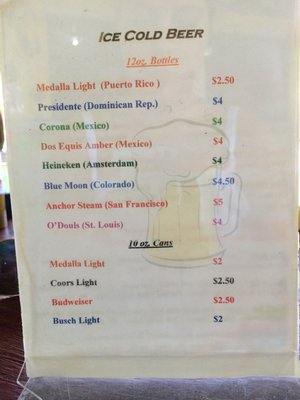 ICE COLD BEER
12oz. Bottles
Medalla Light (Puerto Rico ) $2.50
Presidente (Dominican Rep.) $4
Corona (Mexico) $4
Dos Equis Amber (Mexico) $4
Heineken (Amsterdam) $4
Blue Moon (Colorado) $4.50
Anchor Steam (San Francisco) $5
O'Douls (St. Louis) $4
10 oz. Cans
Medalla Light $2
Coors Light $2.50
Budweiser $2.50
Busch Light $2